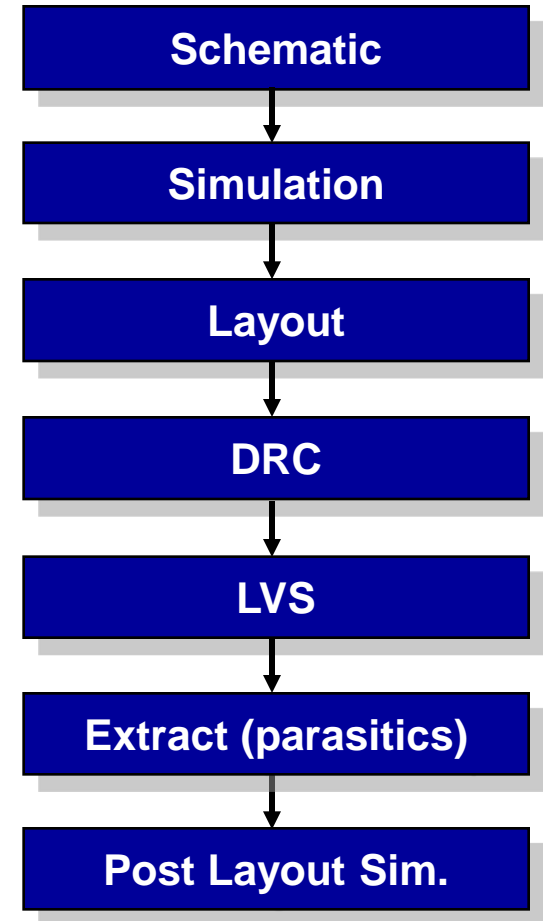 Schematic
Simulation
Layout
DRC
LVS
Extract (parasitics)
Post Layout Sim.